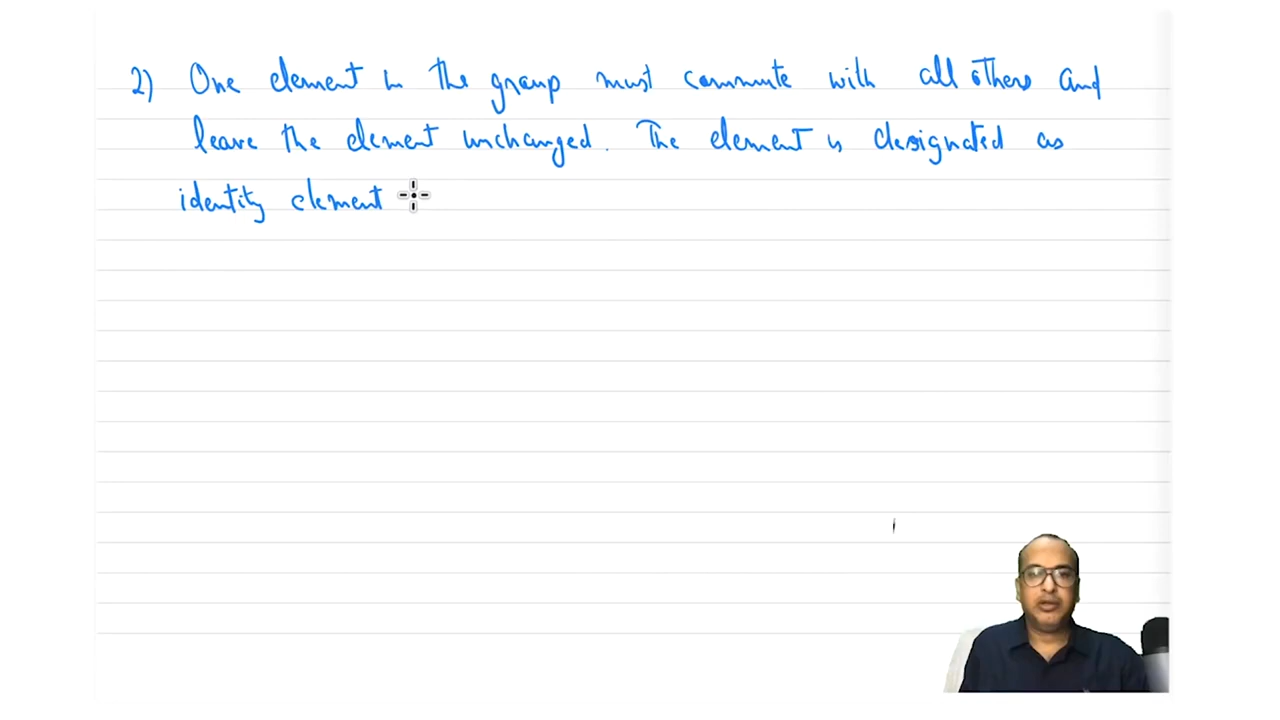 2) One element in the group must commute with all others and
leave the element unchanged. The element is designated as
identity element